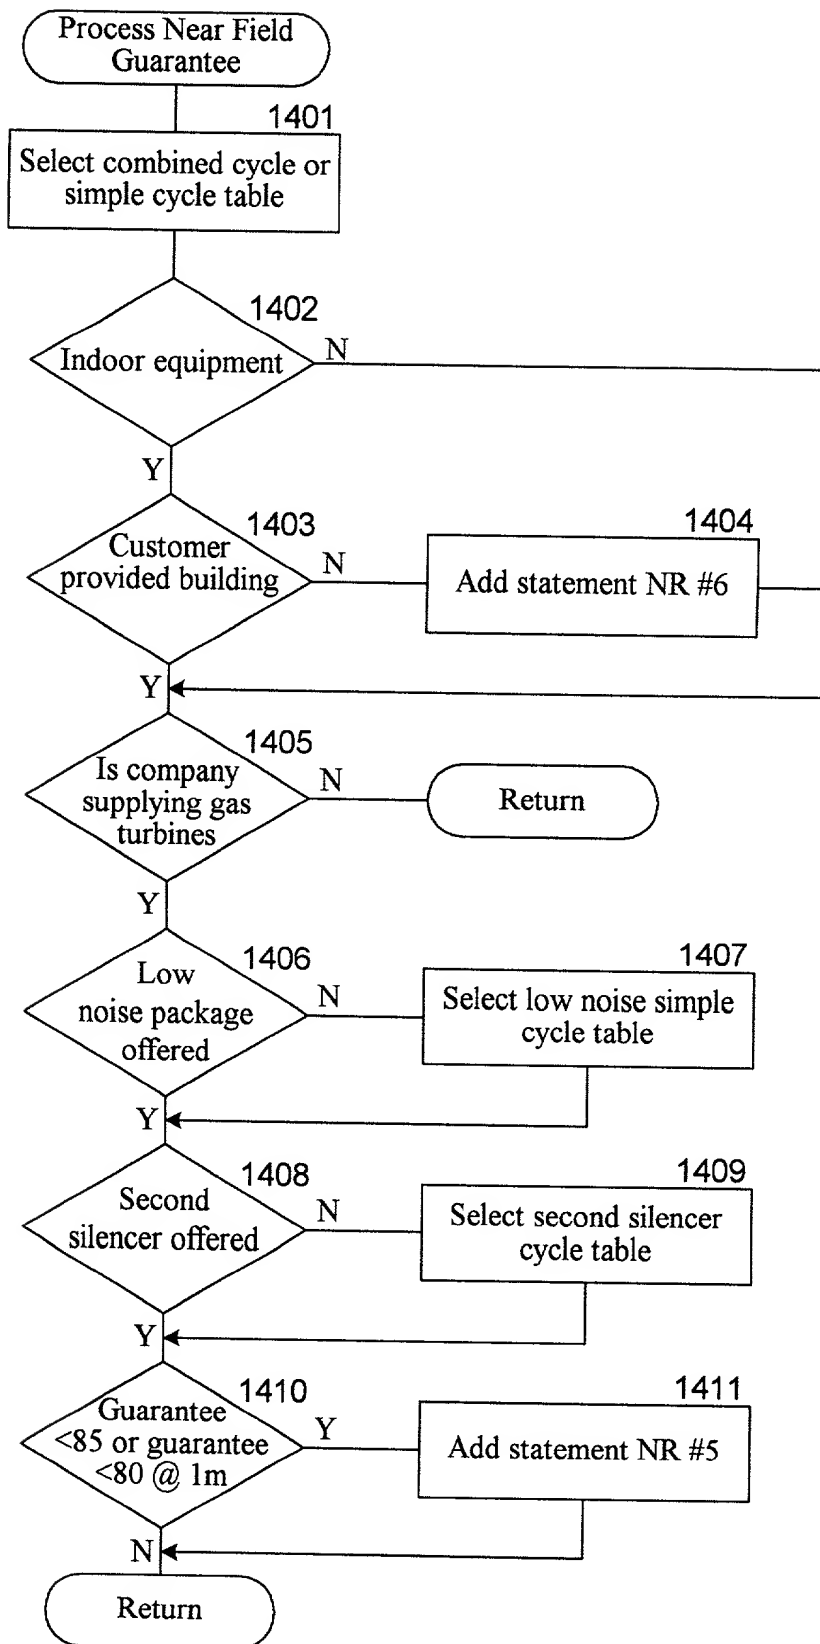 Process Near Field
Guarantee
1401
Select combined cycle or
simple cycle table
1402
Indoor equipment
N
Y
1403
Customer
provided building
N
1404
Add statement NR #6
Y
1405
Is company
supplying gas
turbines
N
Return
Y
1406
Low
noise package
offered
N
1407
Select low noise simple
cycle table
Y
1408
Second
silencer offered
N
1409
Select second silencer
cycle table
Y
1410
Guarantee
<85 or guarantee
<80 @ 1m
Y
1411
Add statement NR #5
N
Return